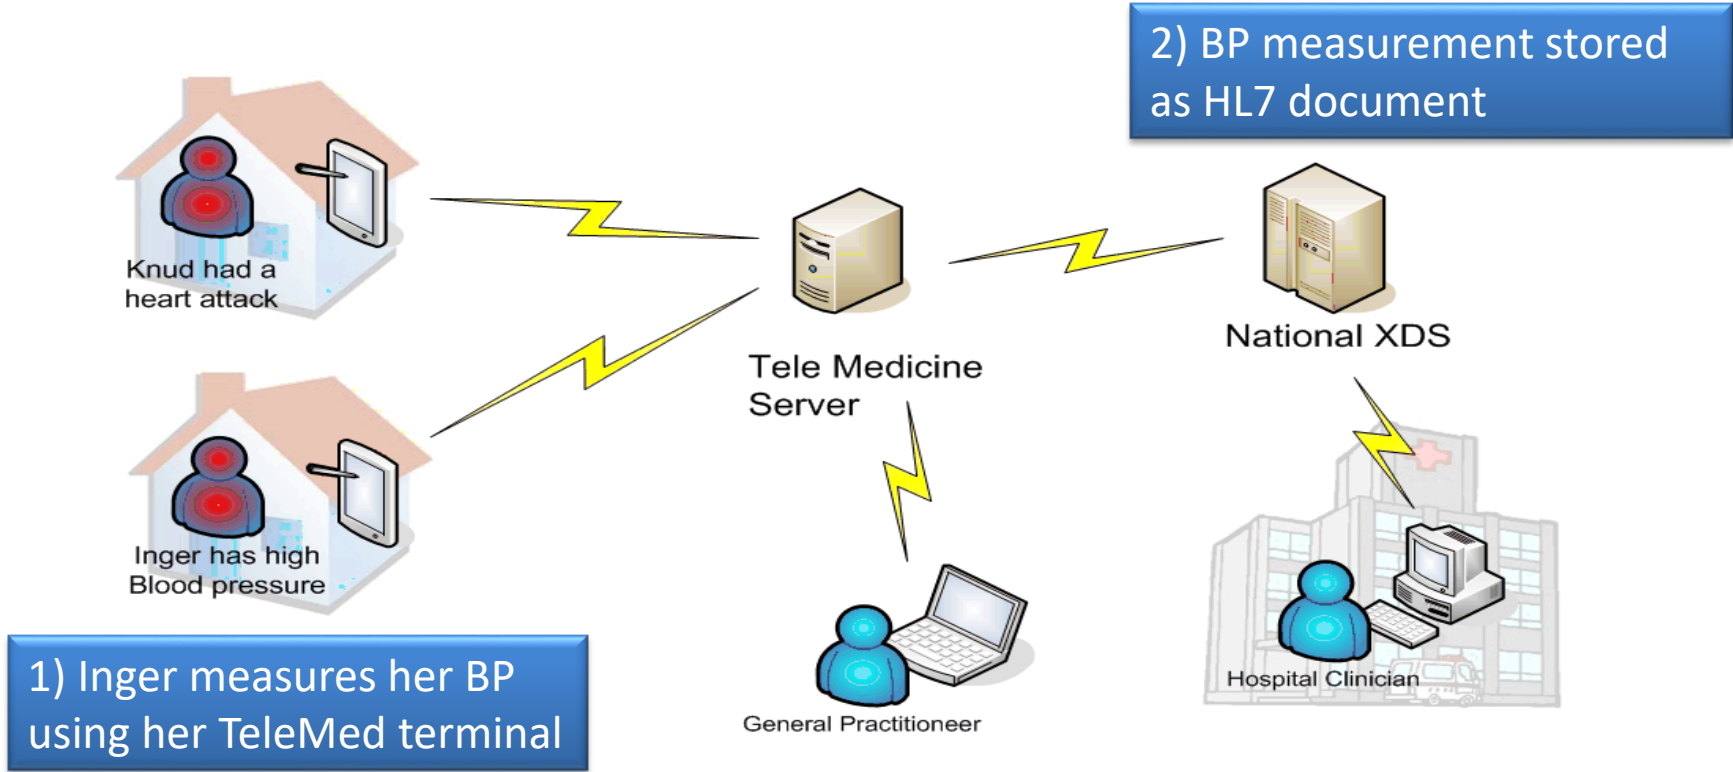 2) BP measurement stored
as HL7 document
Knud had a
heart attack
National XDS
Tele Medicine
Server
Inger has high
Blood pressure
Hospital Clinician
1) Inger measures her BP
using her TeleMed terminal
General Practitioneer